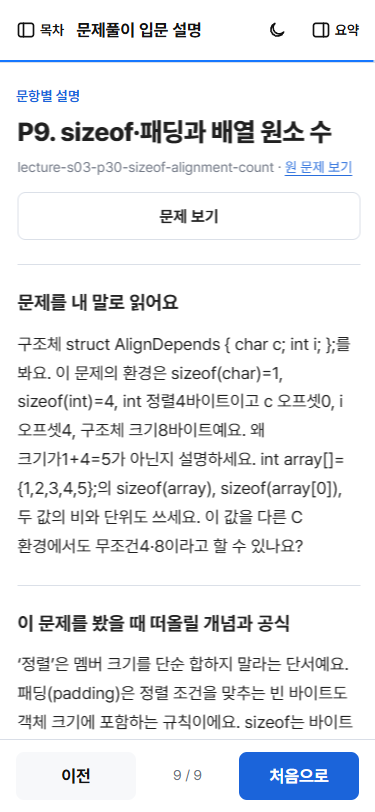 목차 문제풀이 입문 설명 요약
문항별 설명
P9. sizeof·패딩과 배열 원소 수
lecture-s03-p30-sizeof-alignment-count · 원 문제 보기
문제 보기
문제를 내 말로 읽어요
구조체 struct AlignDepends { char c; int i; };를
봐요. 이 문제의 환경은 sizeof(char)=1,
sizeof(int)=4, int 정렬4바이트이고 c 오프셋0, i
오프셋4, 구조체 크기8바이트예요. 왜
크기가1+4=5가 아닌지 설명하세요. int array[]=
{1,2,3,4,5};의 sizeof(array), sizeof(array[0]),
두 값의 비와 단위도 쓰세요. 이 값을 다른 C
환경에서도 무조건4·8이라고 할 수 있나요?
이 문제를 봤을 때 떠올릴 개념과 공식
‘정렬’은 멤버 크기를 단순 합하지 말라는 단서예요.
패딩(padding)은 정렬 조건을 맞추는 빈 바이트도
객체 크기에 포함하는 규칙이에요. sizeof는 바이트
이전 9 / 9 처음으로